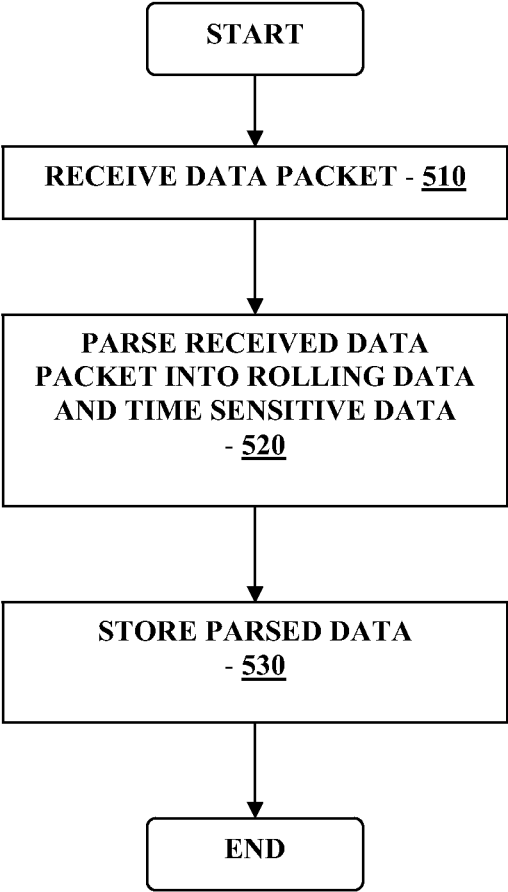 START
RECEIVE DATA PACKET - 510
PARSE RECEIVED DATA
PACKET INTO ROLLING DATA
AND TIME SENSITIVE DATA
- 520
STORE PARSED DATA
- 530
END